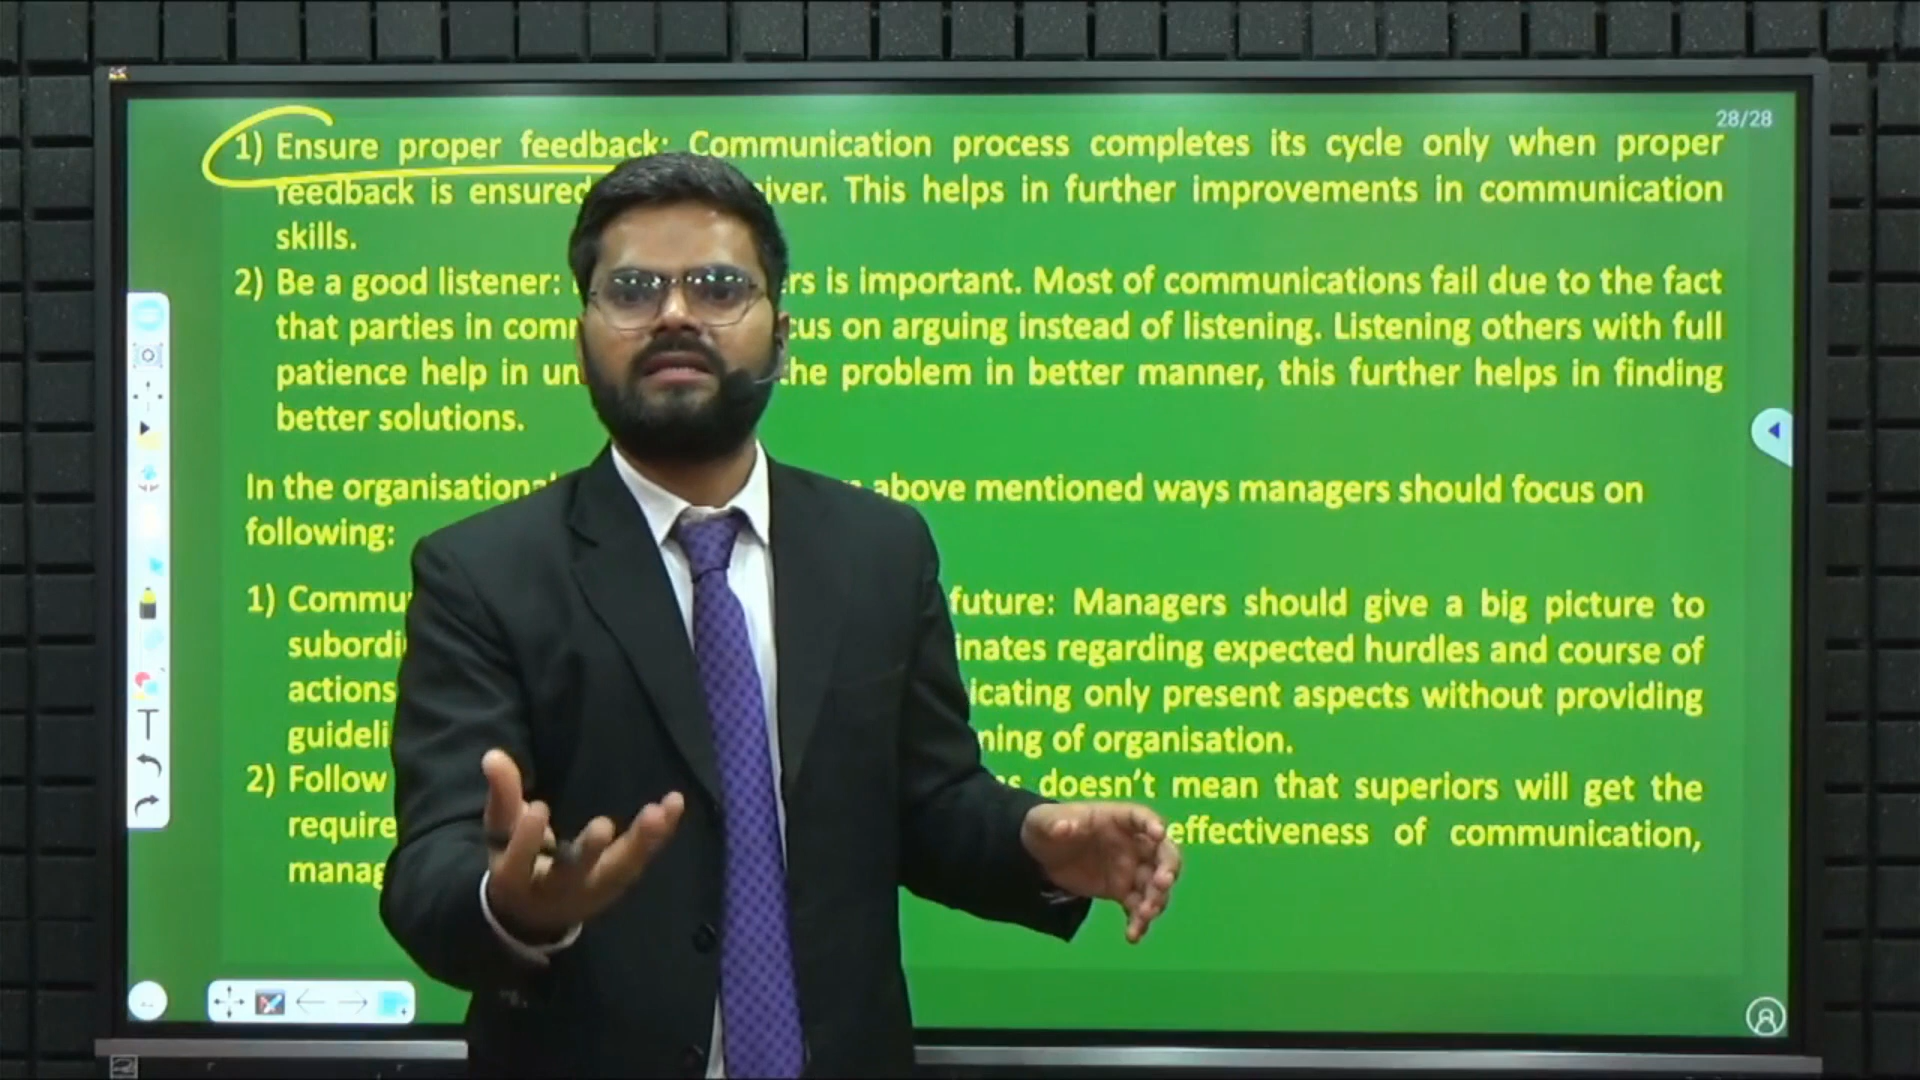 28/28
1) Ensure proper feedback: Communication process completes its cycle only when proper
feedback is ensured iver. This helps in further improvements in communication
skills.
2) Be a good listener: rs is important. Most of communications fail due to the fact
that parties in com cus on arguing instead of listening. Listening others with full
patience help in un the problem in better manner, this further helps in finding
better solutions.
In the organisational above mentioned ways managers should focus on
following:
1) Commu future: Managers should give a big picture to
subordi inates regarding expected hurdles and course of
actions icating only present aspects without providing
guideli ning of organisation.
2) Follow doesn't mean that superiors will get the
require effectiveness of communication,
manag
T